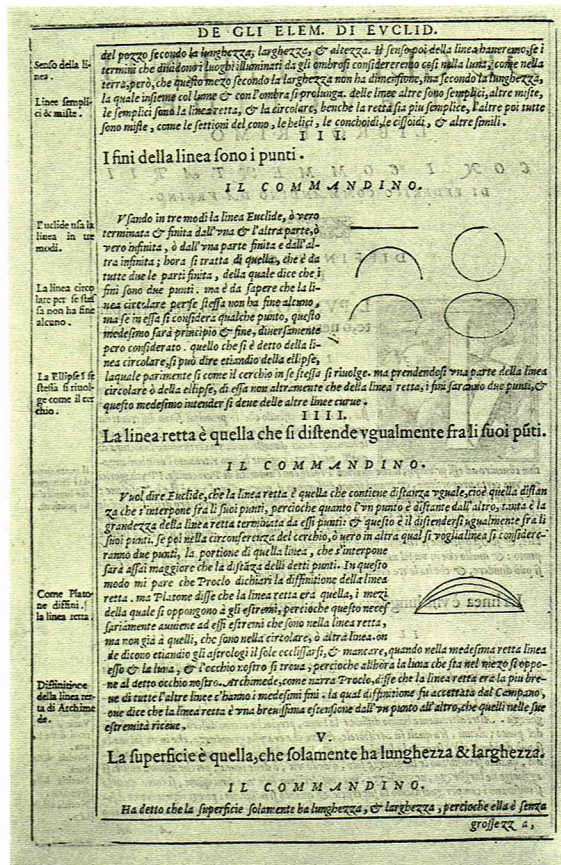 DE GLI ELEM. DI EVCLID.
Senso della linea.
Linee semplici & miste.
del pozzo secondo la lunghezza, larghezza, & altezza. Il senso poi della linea haueremo, se i
termini che diuidono i luoghi illuminati da gli ombrosi considereremo cosi nella luna, come nella
terra, però, che questo mezo secondo la larghezza non ha dimensione, ma secondo la lunghezza,
la quale insieme col lume & con l'ombra si prolunga. delle linee altre sono semplici, altre miste,
le semplici sono la linea retta, & la circolare, benche la retta sia piu semplice, l'altre poi tutte
sono miste, come le settioni del cono, le helici, le conchoidi, le cissoidi, & altre simili.
III.
I fini della linea sono i punti.
IL COMMANDINO.
Euclide usa la linea in tre modi.
La linea circolare per se stessa non ha fine alcuno.
La Ellipse i se stessa si riuolge come il cerchio.
Vsando in tre modi la linea Euclide, ò vero
terminata & finita dall'vna & l'altra parte, ò
vero infinita, ò dall'vna parte finita e dall'al-
tra infinita; hora si tratta di quella, che è da
tutte due le parti finita, della quale dice che i
fini sono due punti. ma è da sapere che la li-
nea circolare per se stessa non ha fine alcuno,
ma se in essa si considera qualche punto, questo
medesimo sarà principio & fine, diuersamente
pero considerato. quello che si è detto della li-
nea circolare, si può dire etiandio della ellipse,
laquale parimente si come il cerchio in se stessa si riuolge. ma prendendosi vna parte della linea
circolare ò della ellipse, di essa non altramente che della linea retta, i fini saranno due punti, &
questo medesimo intender si deue delle altre linee curue.
IIII.
La linea retta è quella che si distende vgualmente fra li suoi pũti.
IL COMMANDINO.
Vuol dire Euclide, che la linea retta è quella che contiene distanza vguale, cioè quella distan
za che s'interpone fra li suoi punti, percioche quanto l'vn punto è distante dall'altro, tanta è la
grandezza della linea retta terminata da essi punti: & questo è il distendersi ugualmente fra li
suoi punti. se poi nella circonferenza del cerchio, ò uero in altra qual si voglia linea si considere-
ranno due punti, la portione di quella linea, che s'interpone
sarà assai maggiore che la distãza delli detti punti. In questo
modo mi pare che Proclo dichiari la diffinitione della linea
retta. ma Platone disse che la linea retta era quella, i mezi
della quale si oppongono à gli estremi, percioche questo neces
sariamente auuiene ad essi estremi che sono nella linea retta,
ma non già à quelli, che sono nella circolare, ò altra linea. on
de dicono etiandio gli astrologi il sole ecclissarsi, & mancare, quando nella medesima retta linea
esso & la luna, & l'occhio nostro si troua; percioche allhora la luna che sta nel mezo si oppo-
ne al detto occhio nostro. Archimede, come narra Proclo, disse che la linea retta era la piu bre-
ue di tutte l'altre linee c'hanno i medesimi fini. la qual diffinitione fu accettata dal Campano,
oue dice che la linea retta è vna breuissima estensione dall'vn punto all'altro, che quelli nelle sue
estremità riceue.
Come Platone diffinì la linea retta.
Diffinitione della linea retta di Archimede.
V.
La superficie è quella, che solamente ha lunghezza & larghezza.
IL COMMANDINO.
Ha detto che la superficie solamente ha lunghezza, & larghezza, percioche ella è senza
grossezza,